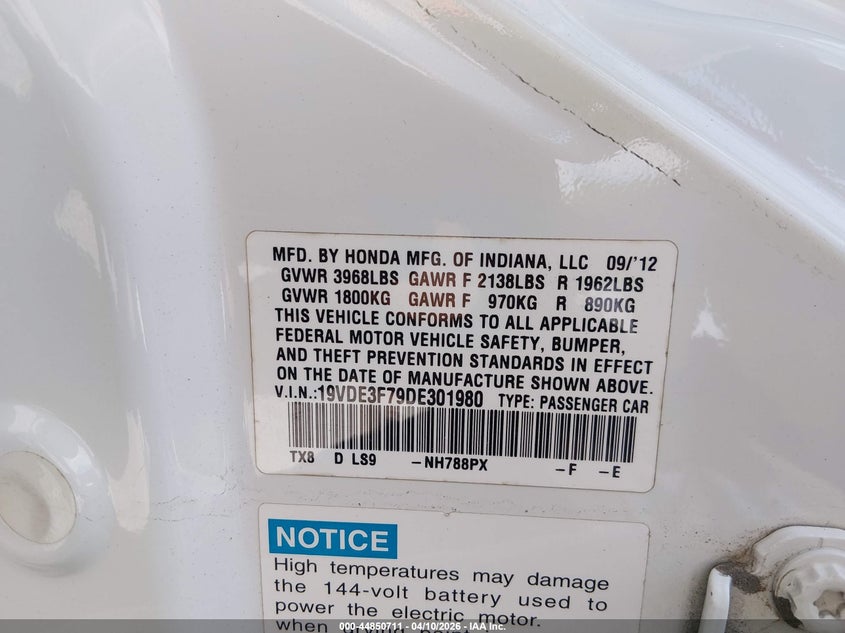 MFD. BY HONDA MFG. OF INDIANA, LLC 09/'12
GVWR 3968LBS GAWR F 2138LBS R 1962LBS
GVWR 1800KG GAWR F 970KG R 890KG
THIS VEHICLE CONFORMS TO ALL APPLICABLE
FEDERAL MOTOR VEHICLE SAFETY, BUMPER,
AND THEFT PREVENTION STANDARDS IN EFFECT
ON THE DATE OF MANUFACTURE SHOWN ABOVE.
V.I.N.:19VDE3F79DE301980 TYPE: PASSENGER CAR
TX8 D LS9 -NH788PX -F -E
NOTICE
High temperatures may damage
the 144-volt battery used to
power the electric motor.
when
000-44850711 - 04/10/2026 - IAA Inc.